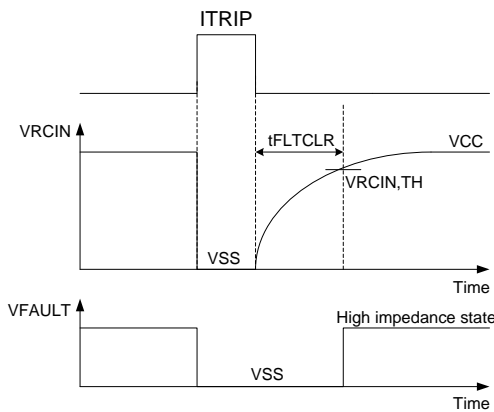 ITRIP
VRCIN
tFLTCLR
VCC
VRCIN,TH
VSS
Time
VFAULT
High impedance state
VSS
Time